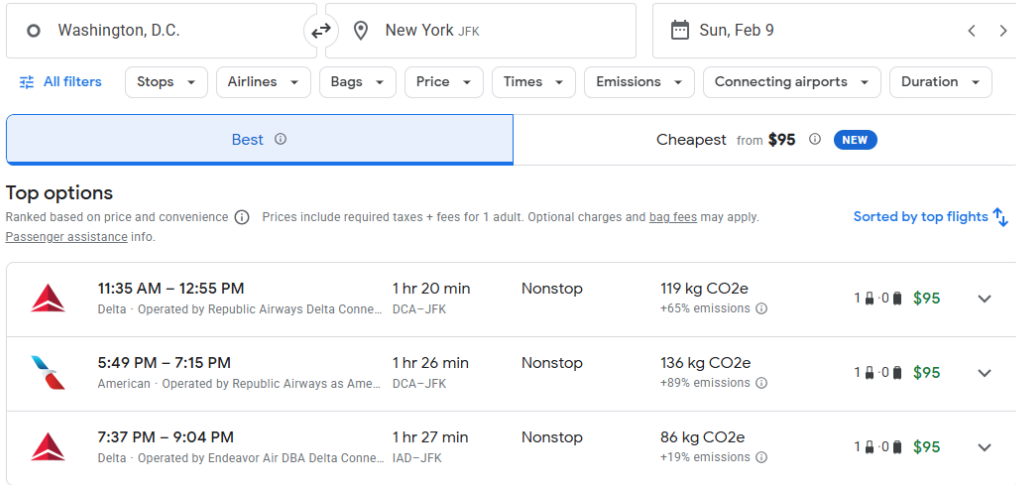 Washington, D.C.
New York JFK
Sun, Feb 9
All filters
Stops
Airlines
Bags
Price
Times
Emissions
Connecting airports
Duration
Best
Cheapest from $95 NEW
Top options
Ranked based on price and convenience Prices include required taxes + fees for 1 adult. Optional charges and bag fees may apply.
Passenger assistance info.
Sorted by top flights
11:35 AM – 12:55 PM 1 hr 20 min Nonstop 119 kg CO2e 1 · 0 $95
Delta · Operated by Republic Airways Delta Conne... DCA–JFK +65% emissions
5:49 PM – 7:15 PM 1 hr 26 min Nonstop 136 kg CO2e 1 · 0 $95
American · Operated by Republic Airways as Ame... DCA–JFK +89% emissions
7:37 PM – 9:04 PM 1 hr 27 min Nonstop 86 kg CO2e 1 · 0 $95
Delta · Operated by Endeavor Air DBA Delta Conne... IAD–JFK +19% emissions